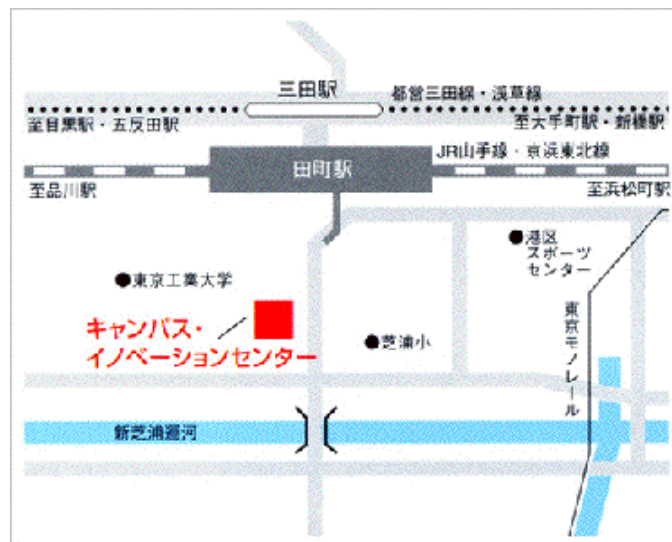 三田駅
都営三田線・浅草線
至目黒駅・五反田駅
至大手町駅・新橋駅
田町駅
JR山手線・京浜東北線
至品川駅
至浜松町駅
港区
スポーツ
センター
東京工業大学
キャンパス・
イノベーションセンター
芝浦小
東京モノレール
新芝浦運河